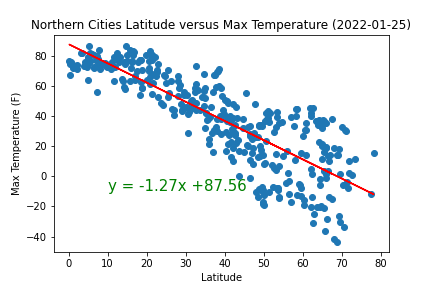 Northern Cities Latitude versus Max Temperature (2022-01-25)
80
60
40
20
0
−20
−40
Max Temperature (F)
y = -1.27x +87.56
0 10 20 30 40 50 60 70 80
Latitude